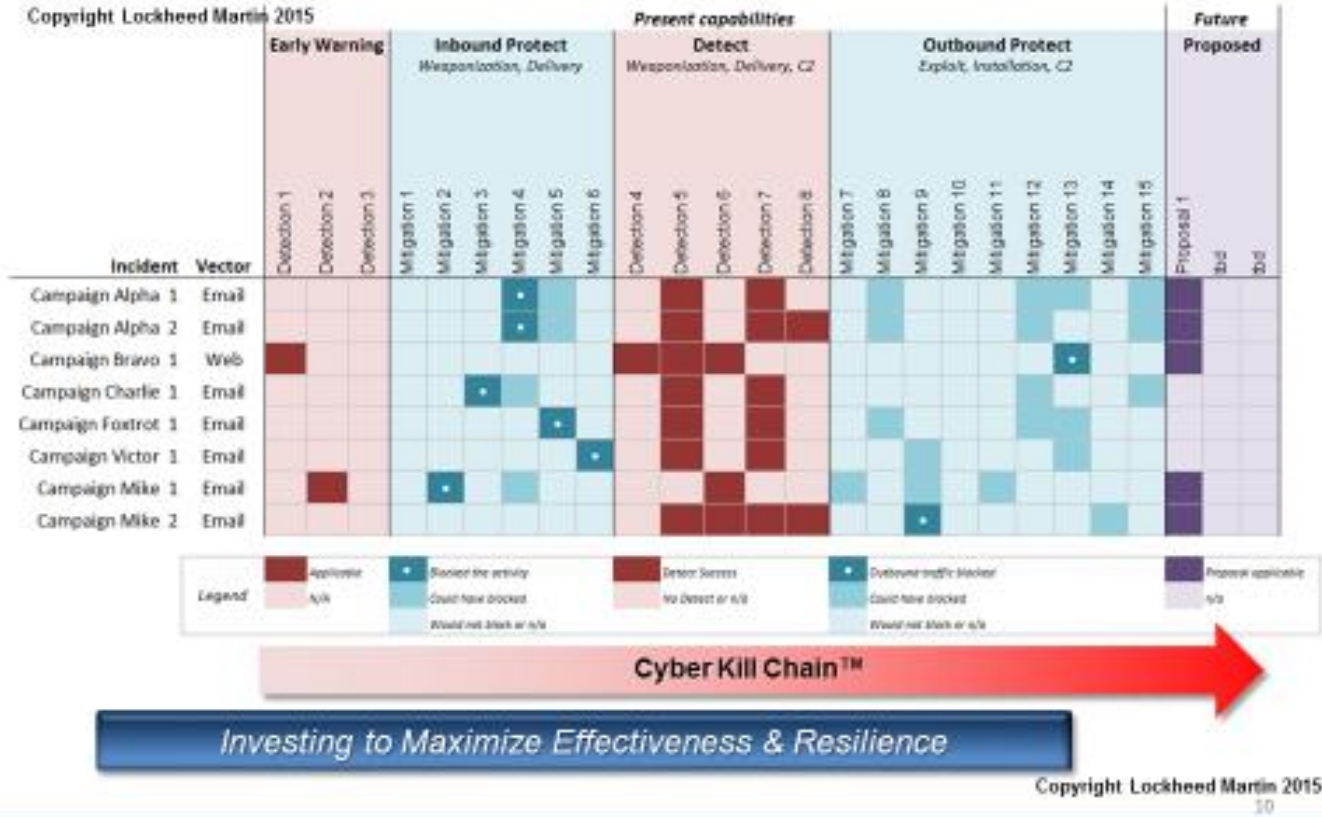 Copyright Lockheed Martin 2015
Present capabilities
Future
Early Warning
Inbound Protect
Weaponization, Delivery
Detect
Weaponization, Delivery, C2
Outbound Protect
Exploit, Installation, C2
Proposed
Incident Vector
Detection 1
Detection 2
Detection 3
Mitigation 1
Mitigation 2
Mitigation 3
Mitigation 4
Mitigation 5
Mitigation 6
Detection 4
Detection 5
Detection 6
Detection 7
Detection 8
Mitigation 7
Mitigation 8
Mitigation 9
Mitigation 10
Mitigation 11
Mitigation 12
Mitigation 13
Mitigation 14
Mitigation 15
Proposal 1
tbd
tbd
Campaign Alpha 1 Email
Campaign Alpha 2 Email
Campaign Bravo 1 Web
Campaign Charlie 1 Email
Campaign Foxtrot 1 Email
Campaign Victor 1 Email
Campaign Mike 1 Email
Campaign Mike 2 Email
Legend
Applicable
N/A
Blocked the activity
Could have blocked
Would not block or n/a
Detect Success
No Detect or n/a
Outbound traffic blocked
Could have blocked
Would not block or n/a
Proposal applicable
n/a
Cyber Kill Chain™
Investing to Maximize Effectiveness & Resilience
Copyright Lockheed Martin 2015
10